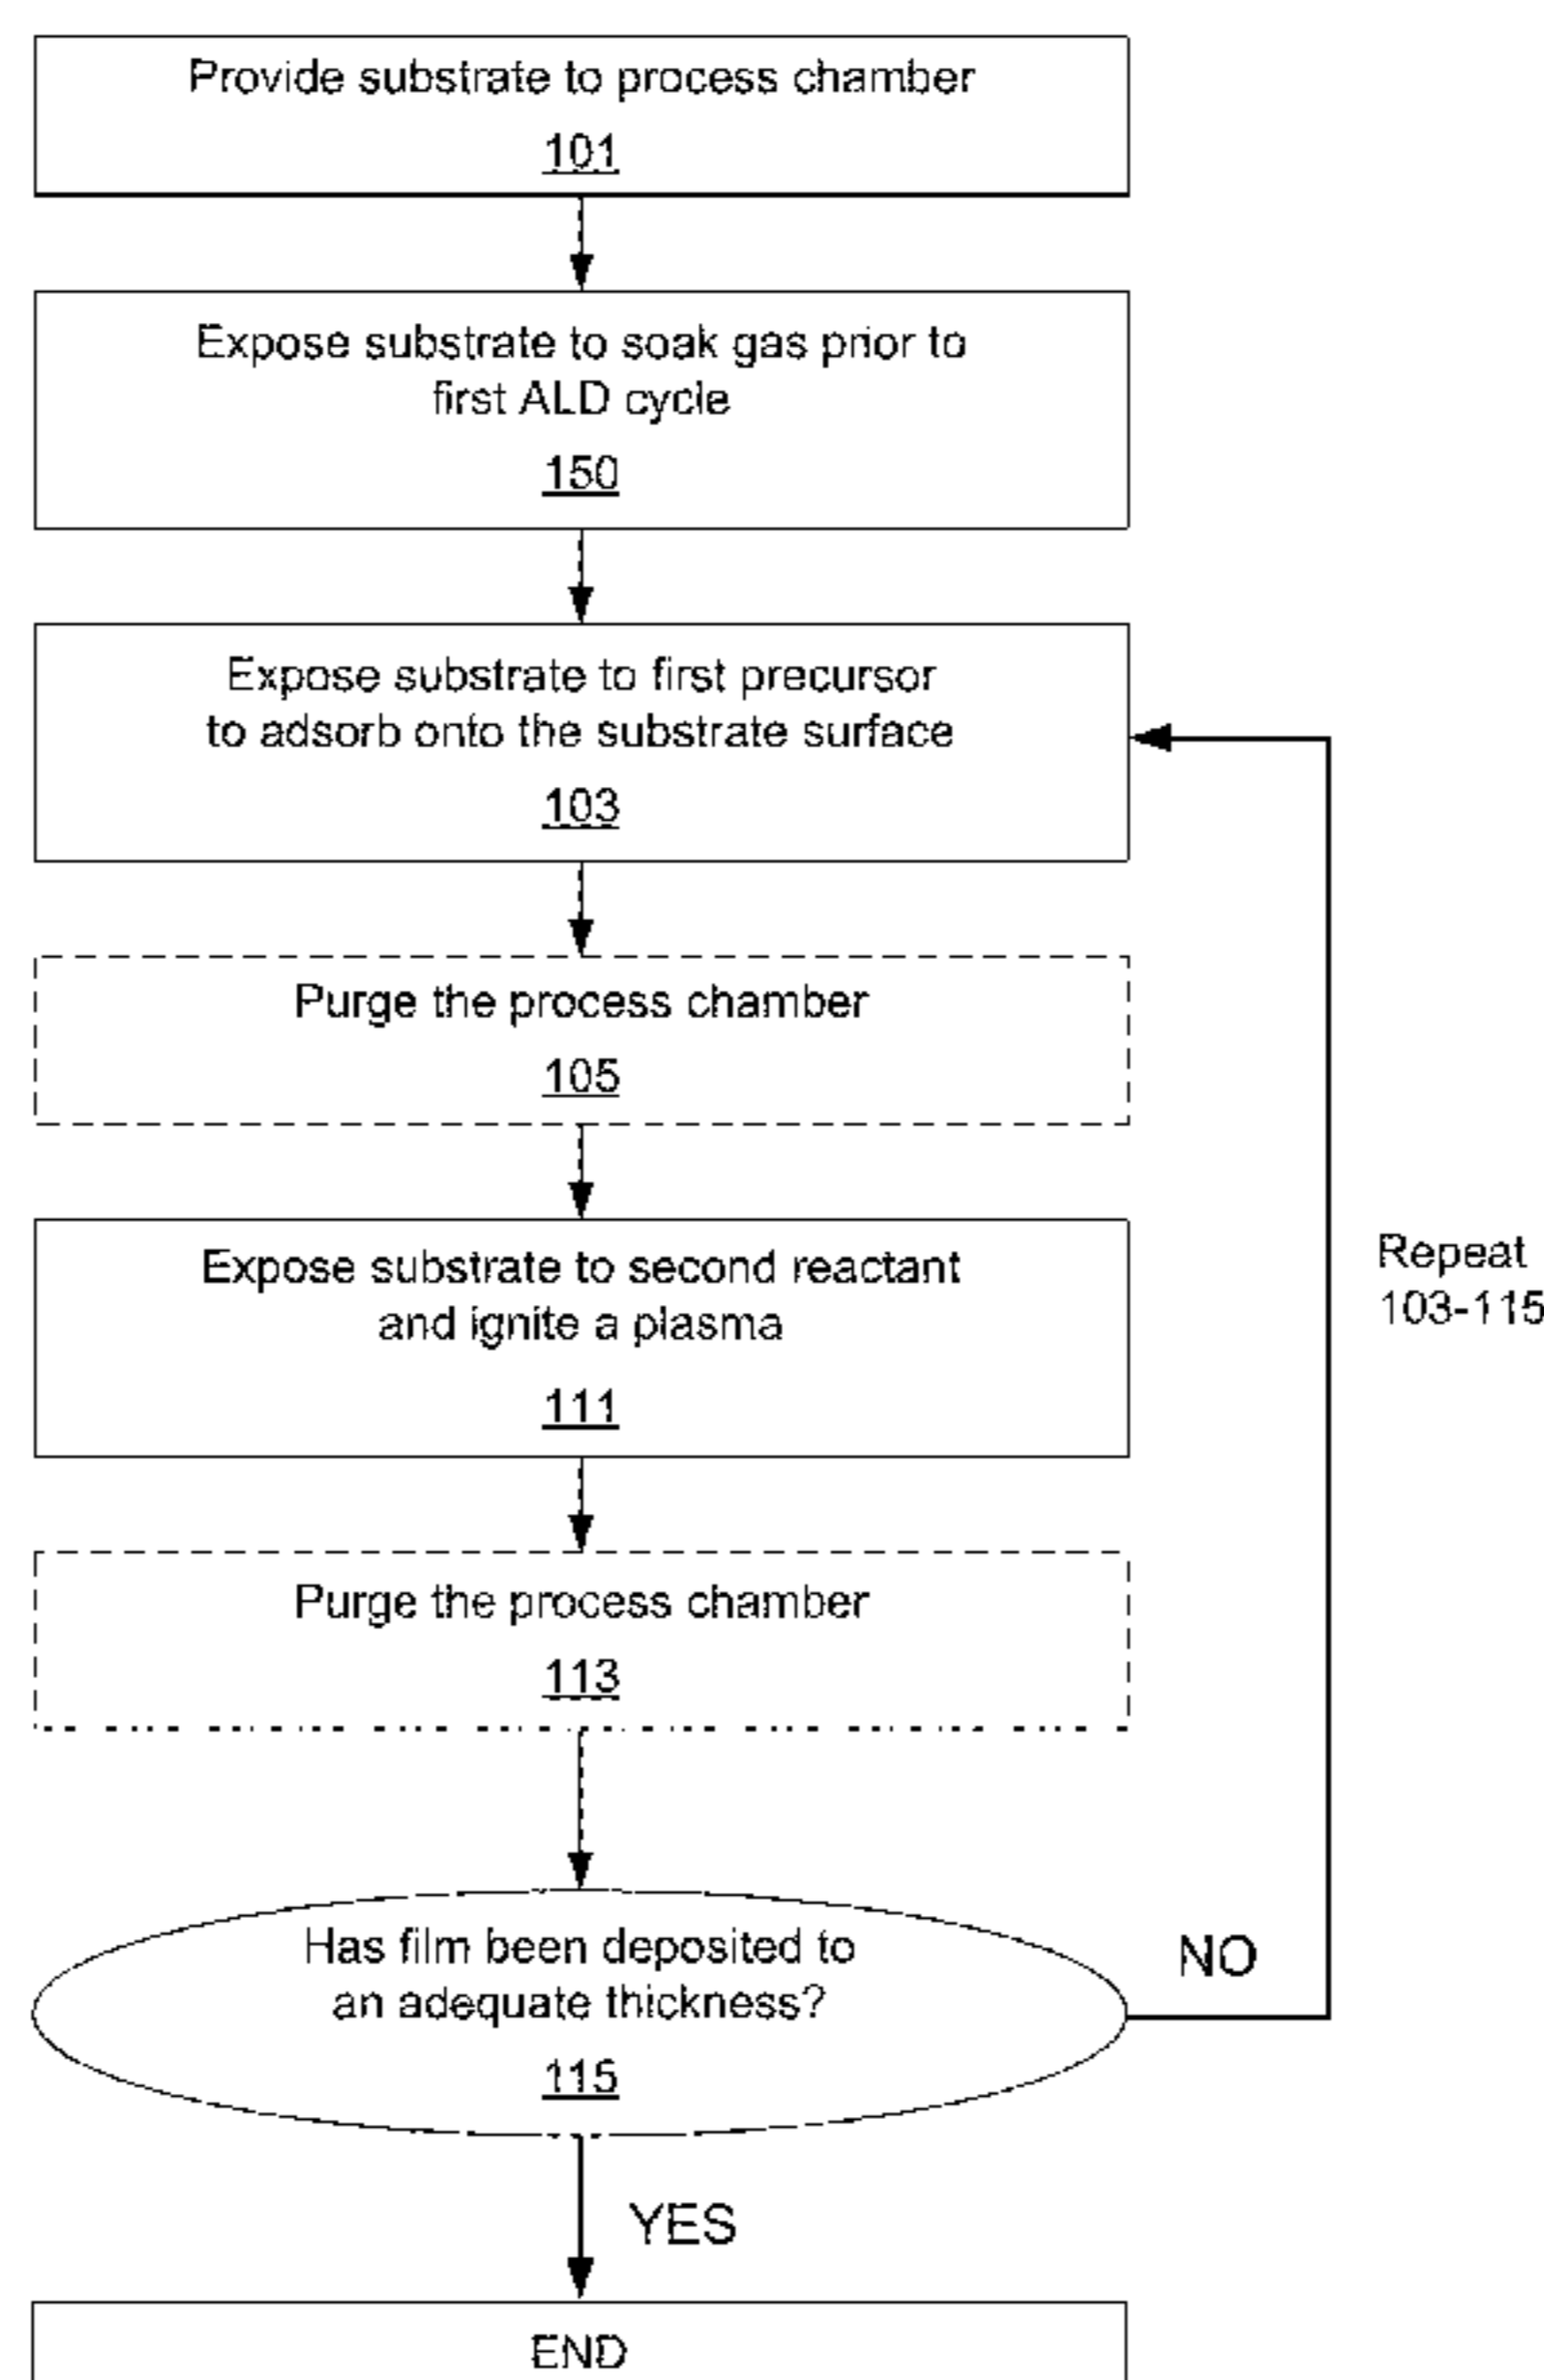 Provide substrate to process chamber
101
Expose substrate to soak gas prior to
first ALD cycle
150
Expose substrate to first precursor
to adsorb onto the substrate surface
103
Purge the process chamber
105
Expose substrate to second reactant
and ignite a plasma
111
Repeat
103-115
Purge the process chamber
113
Has film been deposited to
an adequate thickness?
115
NO
YES
END